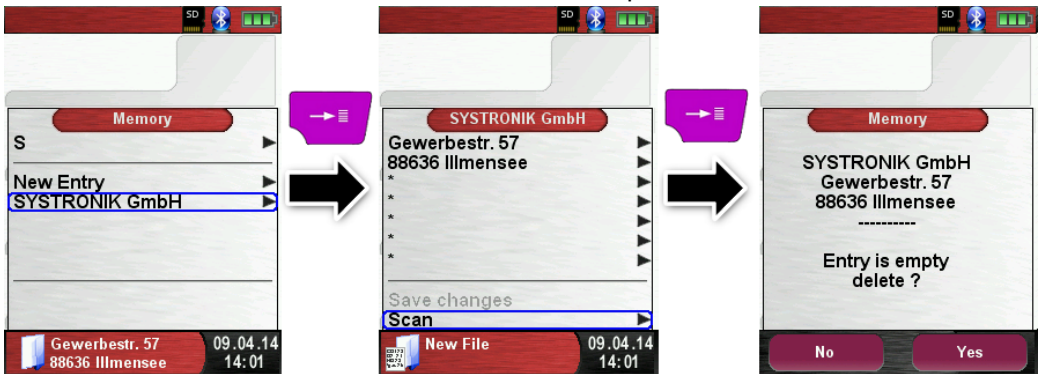 SD
Memory
S
New Entry
SYSTRONIK GmbH
Gewerbestr. 57
88636 Illmensee
09.04.14
14:01
SD
SYSTRONIK GmbH
Gewerbestr. 57
88636 Illmensee
*
*
*
*
*
Save changes
Scan
New File
09.04.14
14:01
SD
Memory
SYSTRONIK GmbH
Gewerbestr. 57
88636 Illmensee
----------
Entry is empty
delete ?
No
Yes